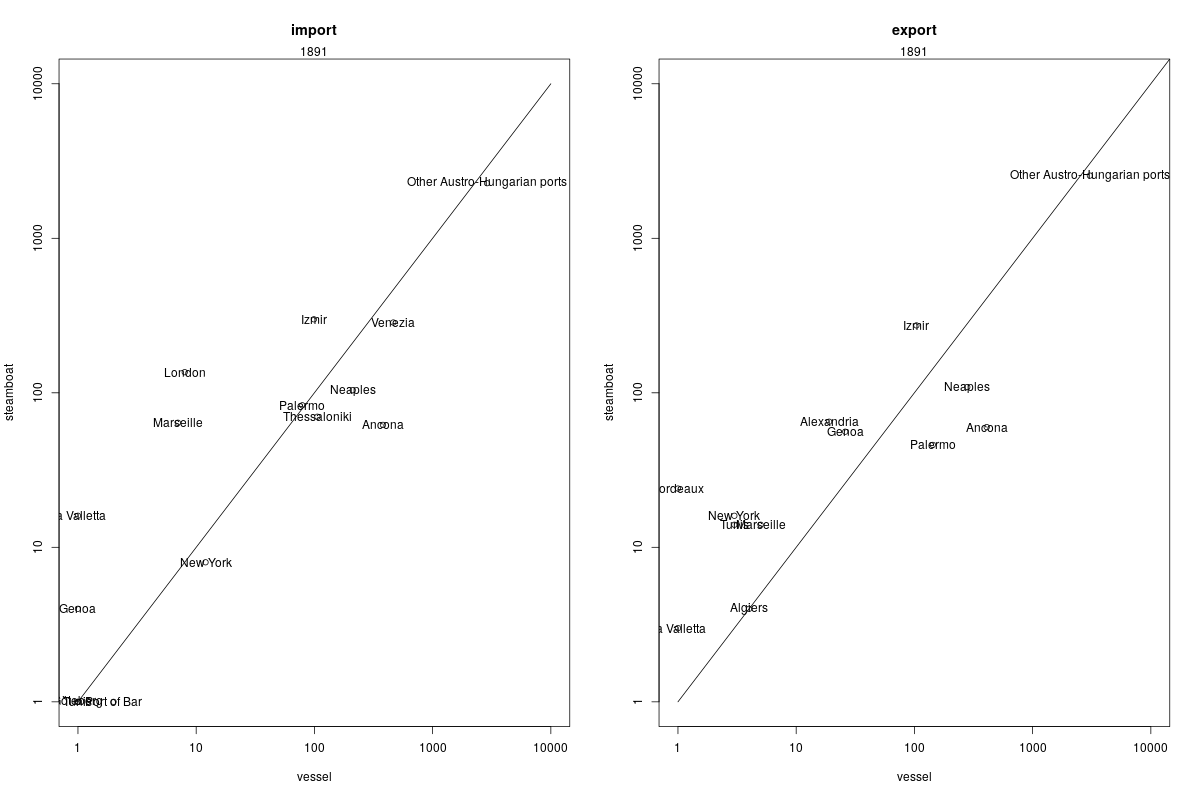 import
1891
10000
1000
100
10
1
steamboat
Other Austro-Hungarian ports
Izmir
Venezia
London
Neaples
Palermo
Thessaloniki
Marseille
Ancona
a Valletta
New York
Genoa
Port of Bar
1
10
100
1000
10000
vessel
export
1891
10000
1000
100
10
1
steamboat
Other Austro-Hungarian ports
Izmir
Neaples
Alexandria
Genoa
Ancona
Palermo
ordeaux
New York
Tunis
Marseille
Algiers
a Valletta
1
10
100
1000
10000
vessel